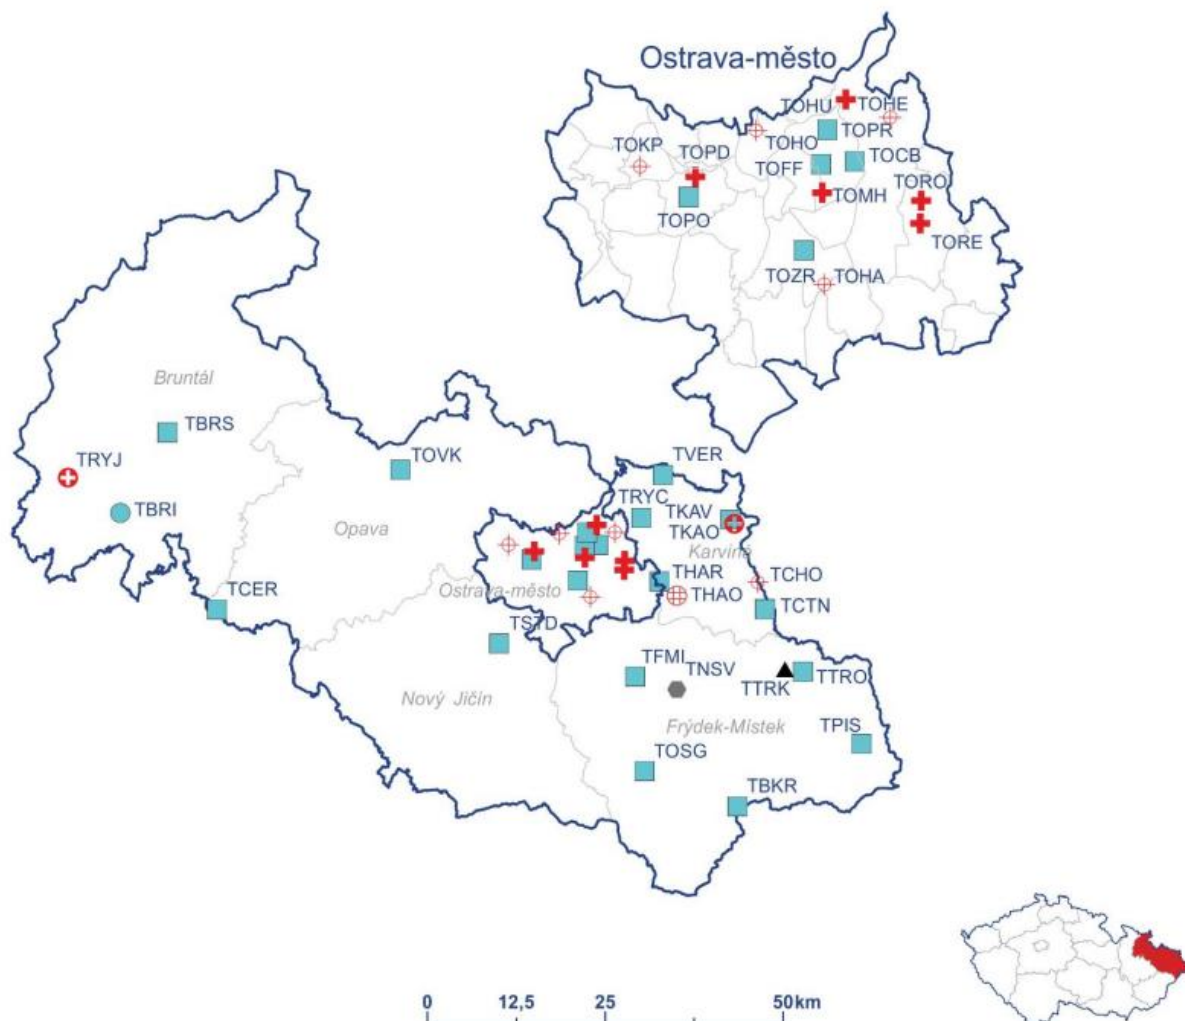 Ostrava-město
TOHU
TOHE
TOHO
TOPR
TOKP
TOPD
TOFF
TOCB
TORO
TOMH
TOPO
TORE
TOZR
TOHA
Bruntál
TBRS
TRYJ
TOVK
TVER
TBRI
TRYC
TKAV
TKAO
Opava
Karviná
TCER
THAR
TCHO
Ostrava-město
THAO
TCTN
TSTD
TFMI
TNSV
TTRK
TTRO
Nový Jičín
Frýdek-Místek
TPIS
TOSG
TBKR
0 12,5 25 50km